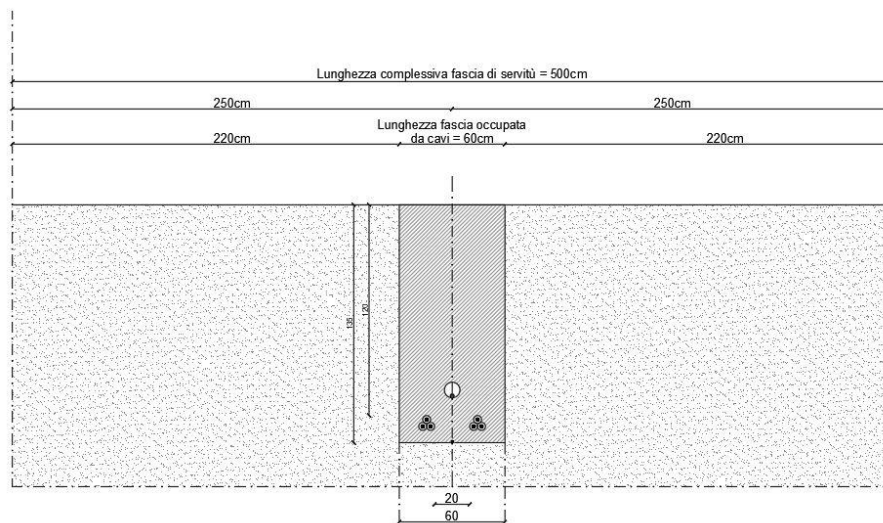 Lunghezza complessiva fascia di servitù = 500cm
250cm 250cm
Lunghezza fascia occupata
220cm da cavi = 60cm 220cm
135
120
20
60